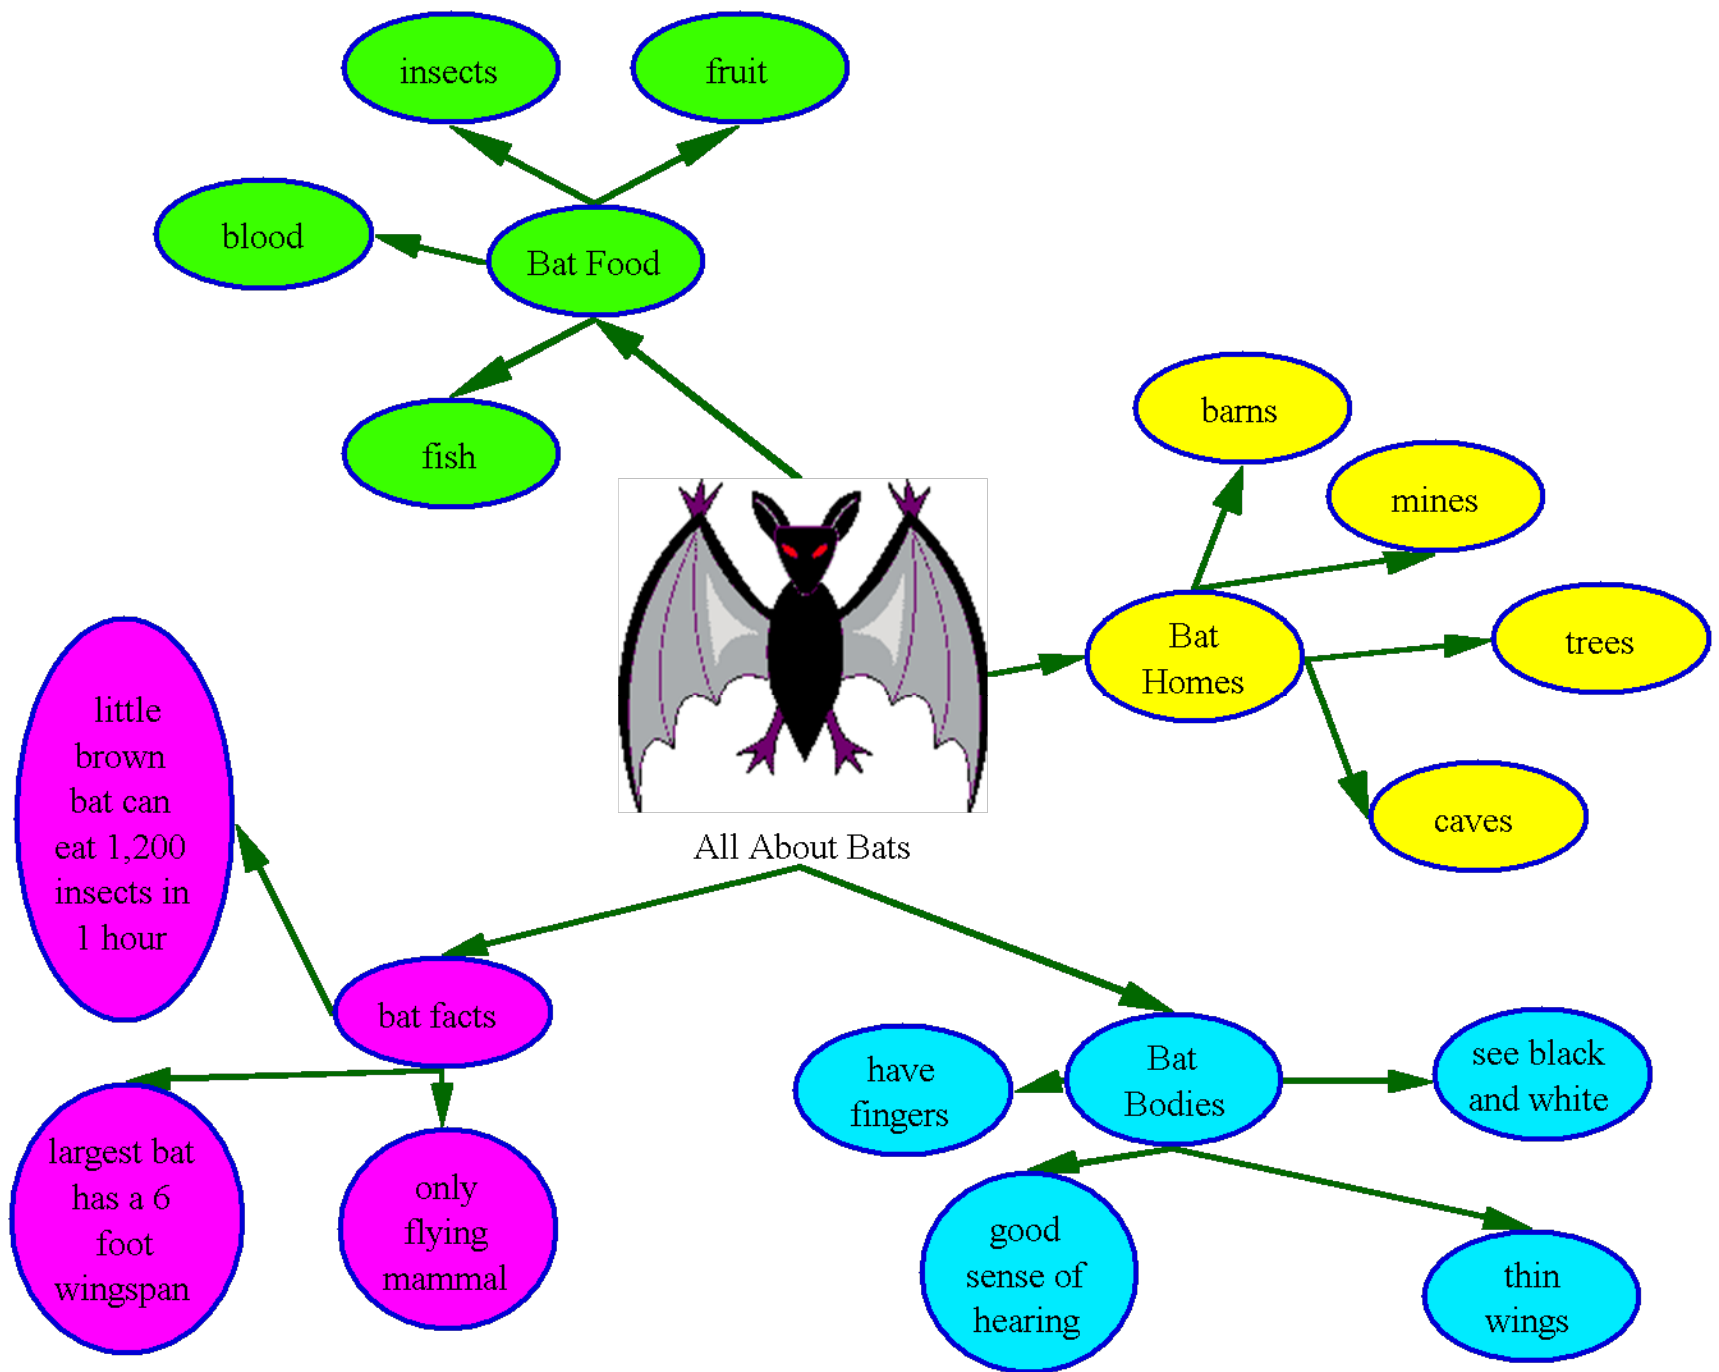 insects
fruit
blood
Bat Food
fish
barns
mines
Bat
Homes
trees
caves
All About Bats
little
brown
bat can
eat 1,200
insects in
1 hour
bat facts
largest bat
has a 6
foot
wingspan
only
flying
mammal
have
fingers
Bat
Bodies
see black
and white
good
sense of
hearing
thin
wings